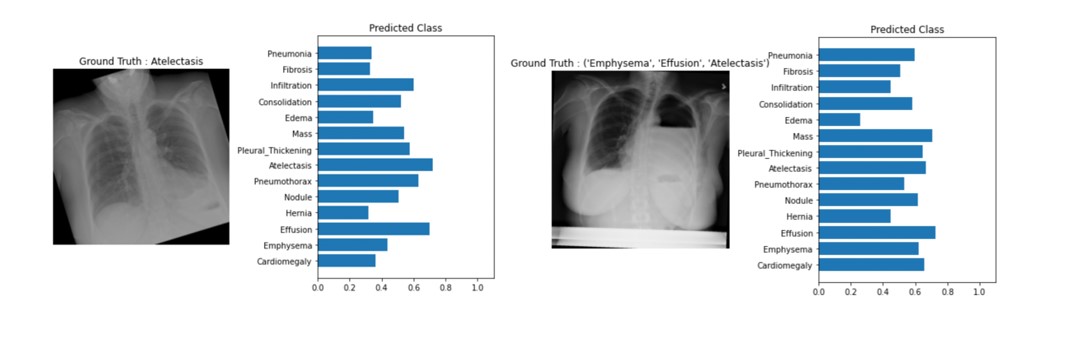 Predicted Class
Ground Truth : Atelectasis
Pneumonia
Fibrosis
Infiltration
Consolidation
Edema
Mass
Pleural_Thickening
Atelectasis
Pneumothorax
Nodule
Hernia
Effusion
Emphysema
Cardiomegaly
0.0 0.2 0.4 0.6 0.8 1.0
Predicted Class
Ground Truth : ('Emphysema', 'Effusion', 'Atelectasis')
Pneumonia
Fibrosis
Infiltration
Consolidation
Edema
Mass
Pleural_Thickening
Atelectasis
Pneumothorax
Nodule
Hernia
Effusion
Emphysema
Cardiomegaly
0.0 0.2 0.4 0.6 0.8 1.0